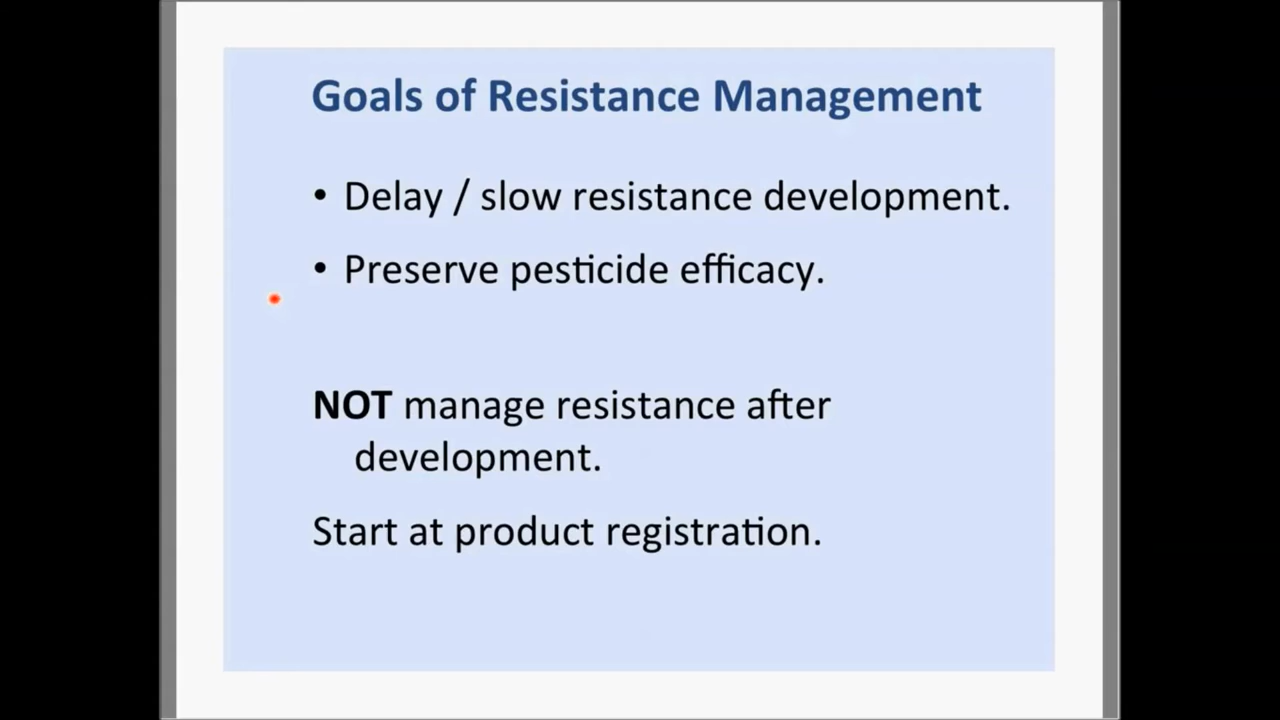 Goals of Resistance Management
• Delay / slow resistance development.
• Preserve pesticide efficacy.
NOT manage resistance after
development.
Start at product registration.